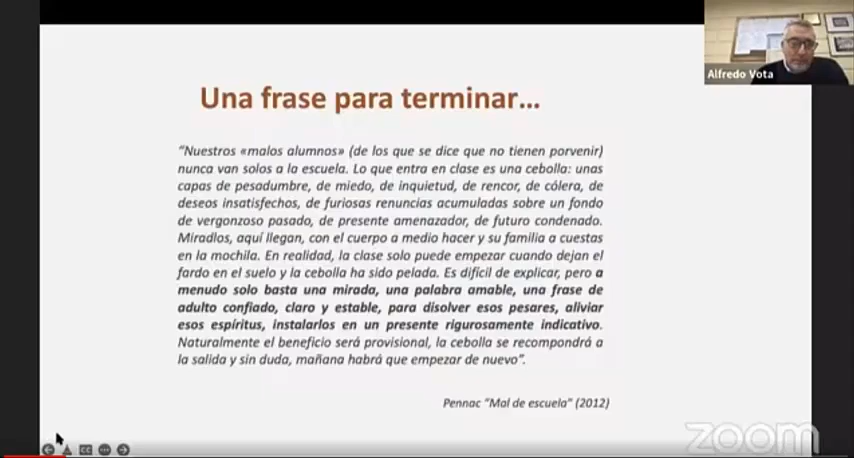 Alfredo Vota
Una frase para terminar...
"Nuestros «malos alumnos» (de los que se dice que no tienen porvenir)
nunca van solos a la escuela. Lo que entra en clase es una cebolla: unas
capas de pesadumbre, de miedo, de inquietud, de rencor, de cólera, de
deseos insatisfechos, de furiosas renuncias acumuladas sobre un fondo
de vergonzoso pasado, de presente amenazador, de futuro condenado.
Miradlos, aquí llegan, con el cuerpo a medio hacer y su familia a cuestas
en la mochila. En realidad, la clase solo puede empezar cuando dejan el
fardo en el suelo y la cebolla ha sido pelada. Es difícil de explicar, pero a
menudo solo basta una mirada, una palabra amable, una frase de
adulto confiado, claro y estable, para disolver esos pesares, aliviar
esos espíritus, instalarlos en un presente rigurosamente indicativo.
Naturalmente el beneficio será provisional, la cebolla se recompondrá a
la salida y sin duda, mañana habrá que empezar de nuevo".
Pennac "Mal de escuela" (2012)
CC
zoom